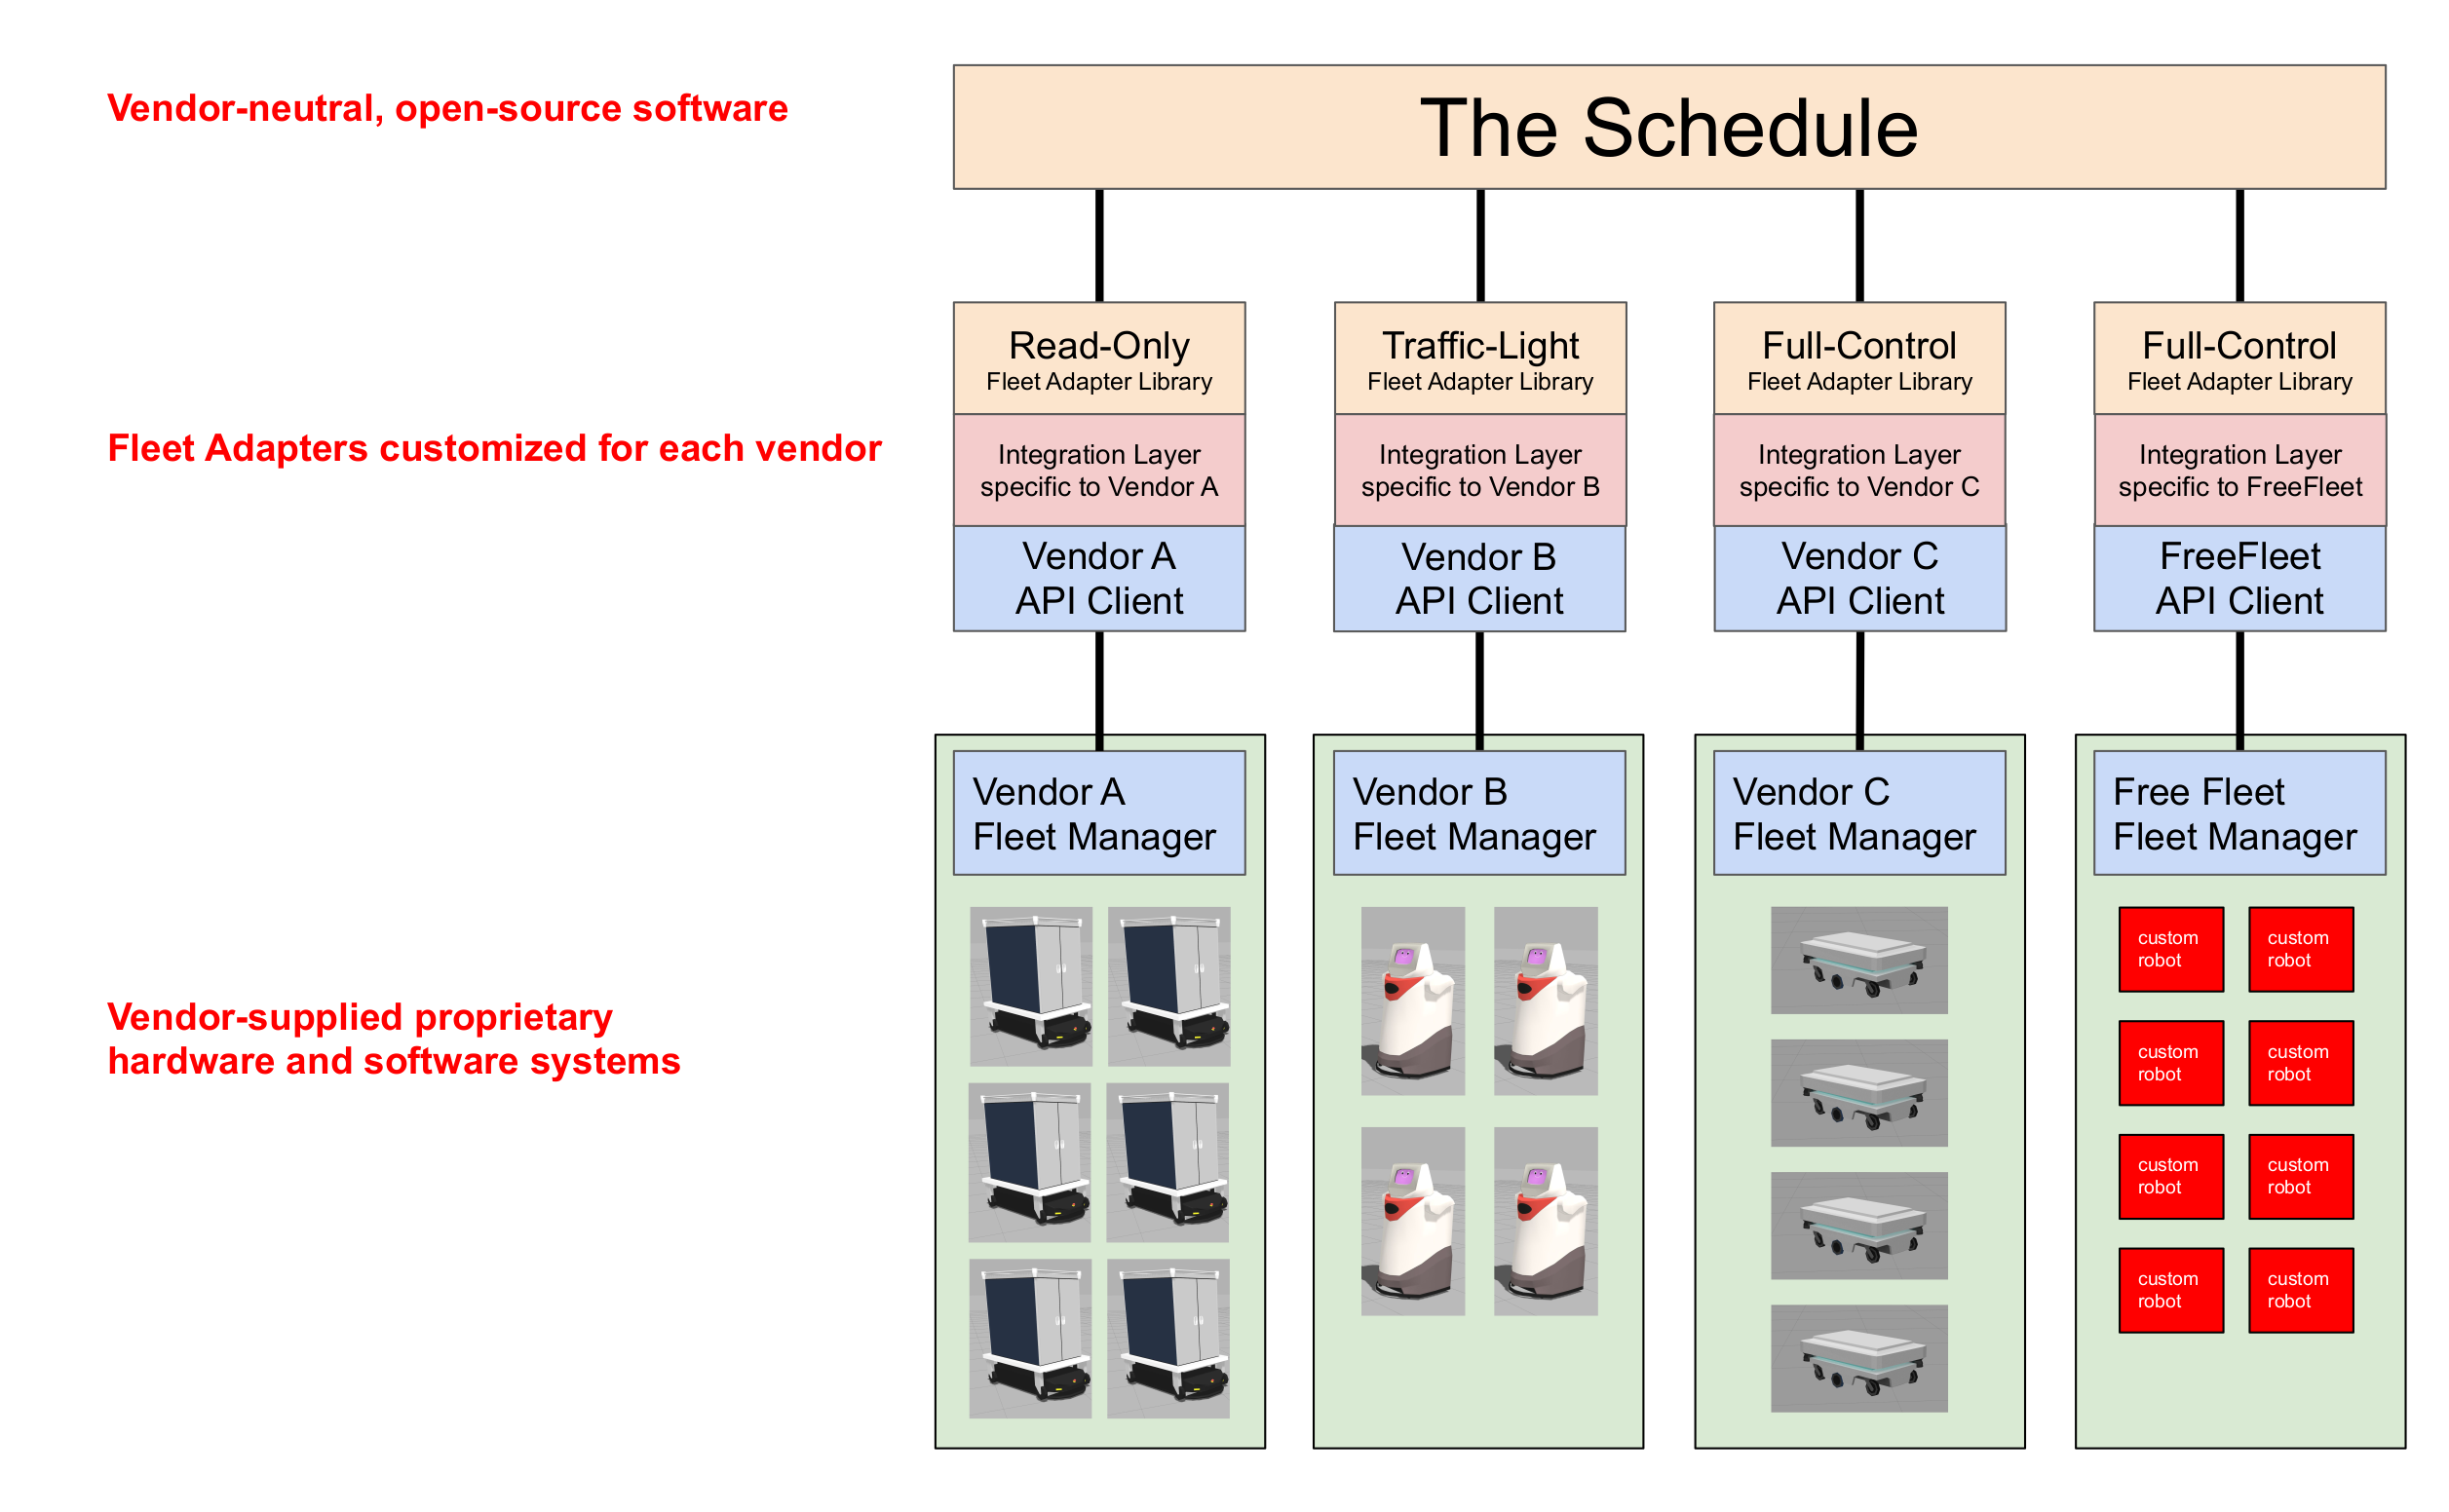 Vendor-neutral, open-source software
The Schedule
Fleet Adapters customized for each vendor
Read-Only
Fleet Adapter Library
Integration Layer
specific to Vendor A
Vendor A
API Client
Traffic-Light
Fleet Adapter Library
Integration Layer
specific to Vendor B
Vendor B
API Client
Full-Control
Fleet Adapter Library
Integration Layer
specific to Vendor C
Vendor C
API Client
Full-Control
Fleet Adapter Library
Integration Layer
specific to FreeFleet
FreeFleet
API Client
Vendor-supplied proprietary
hardware and software systems
Vendor A
Fleet Manager
Vendor B
Fleet Manager
Vendor C
Fleet Manager
Free Fleet
Fleet Manager
custom
robot
custom
robot
custom
robot
custom
robot
custom
robot
custom
robot
custom
robot
custom
robot